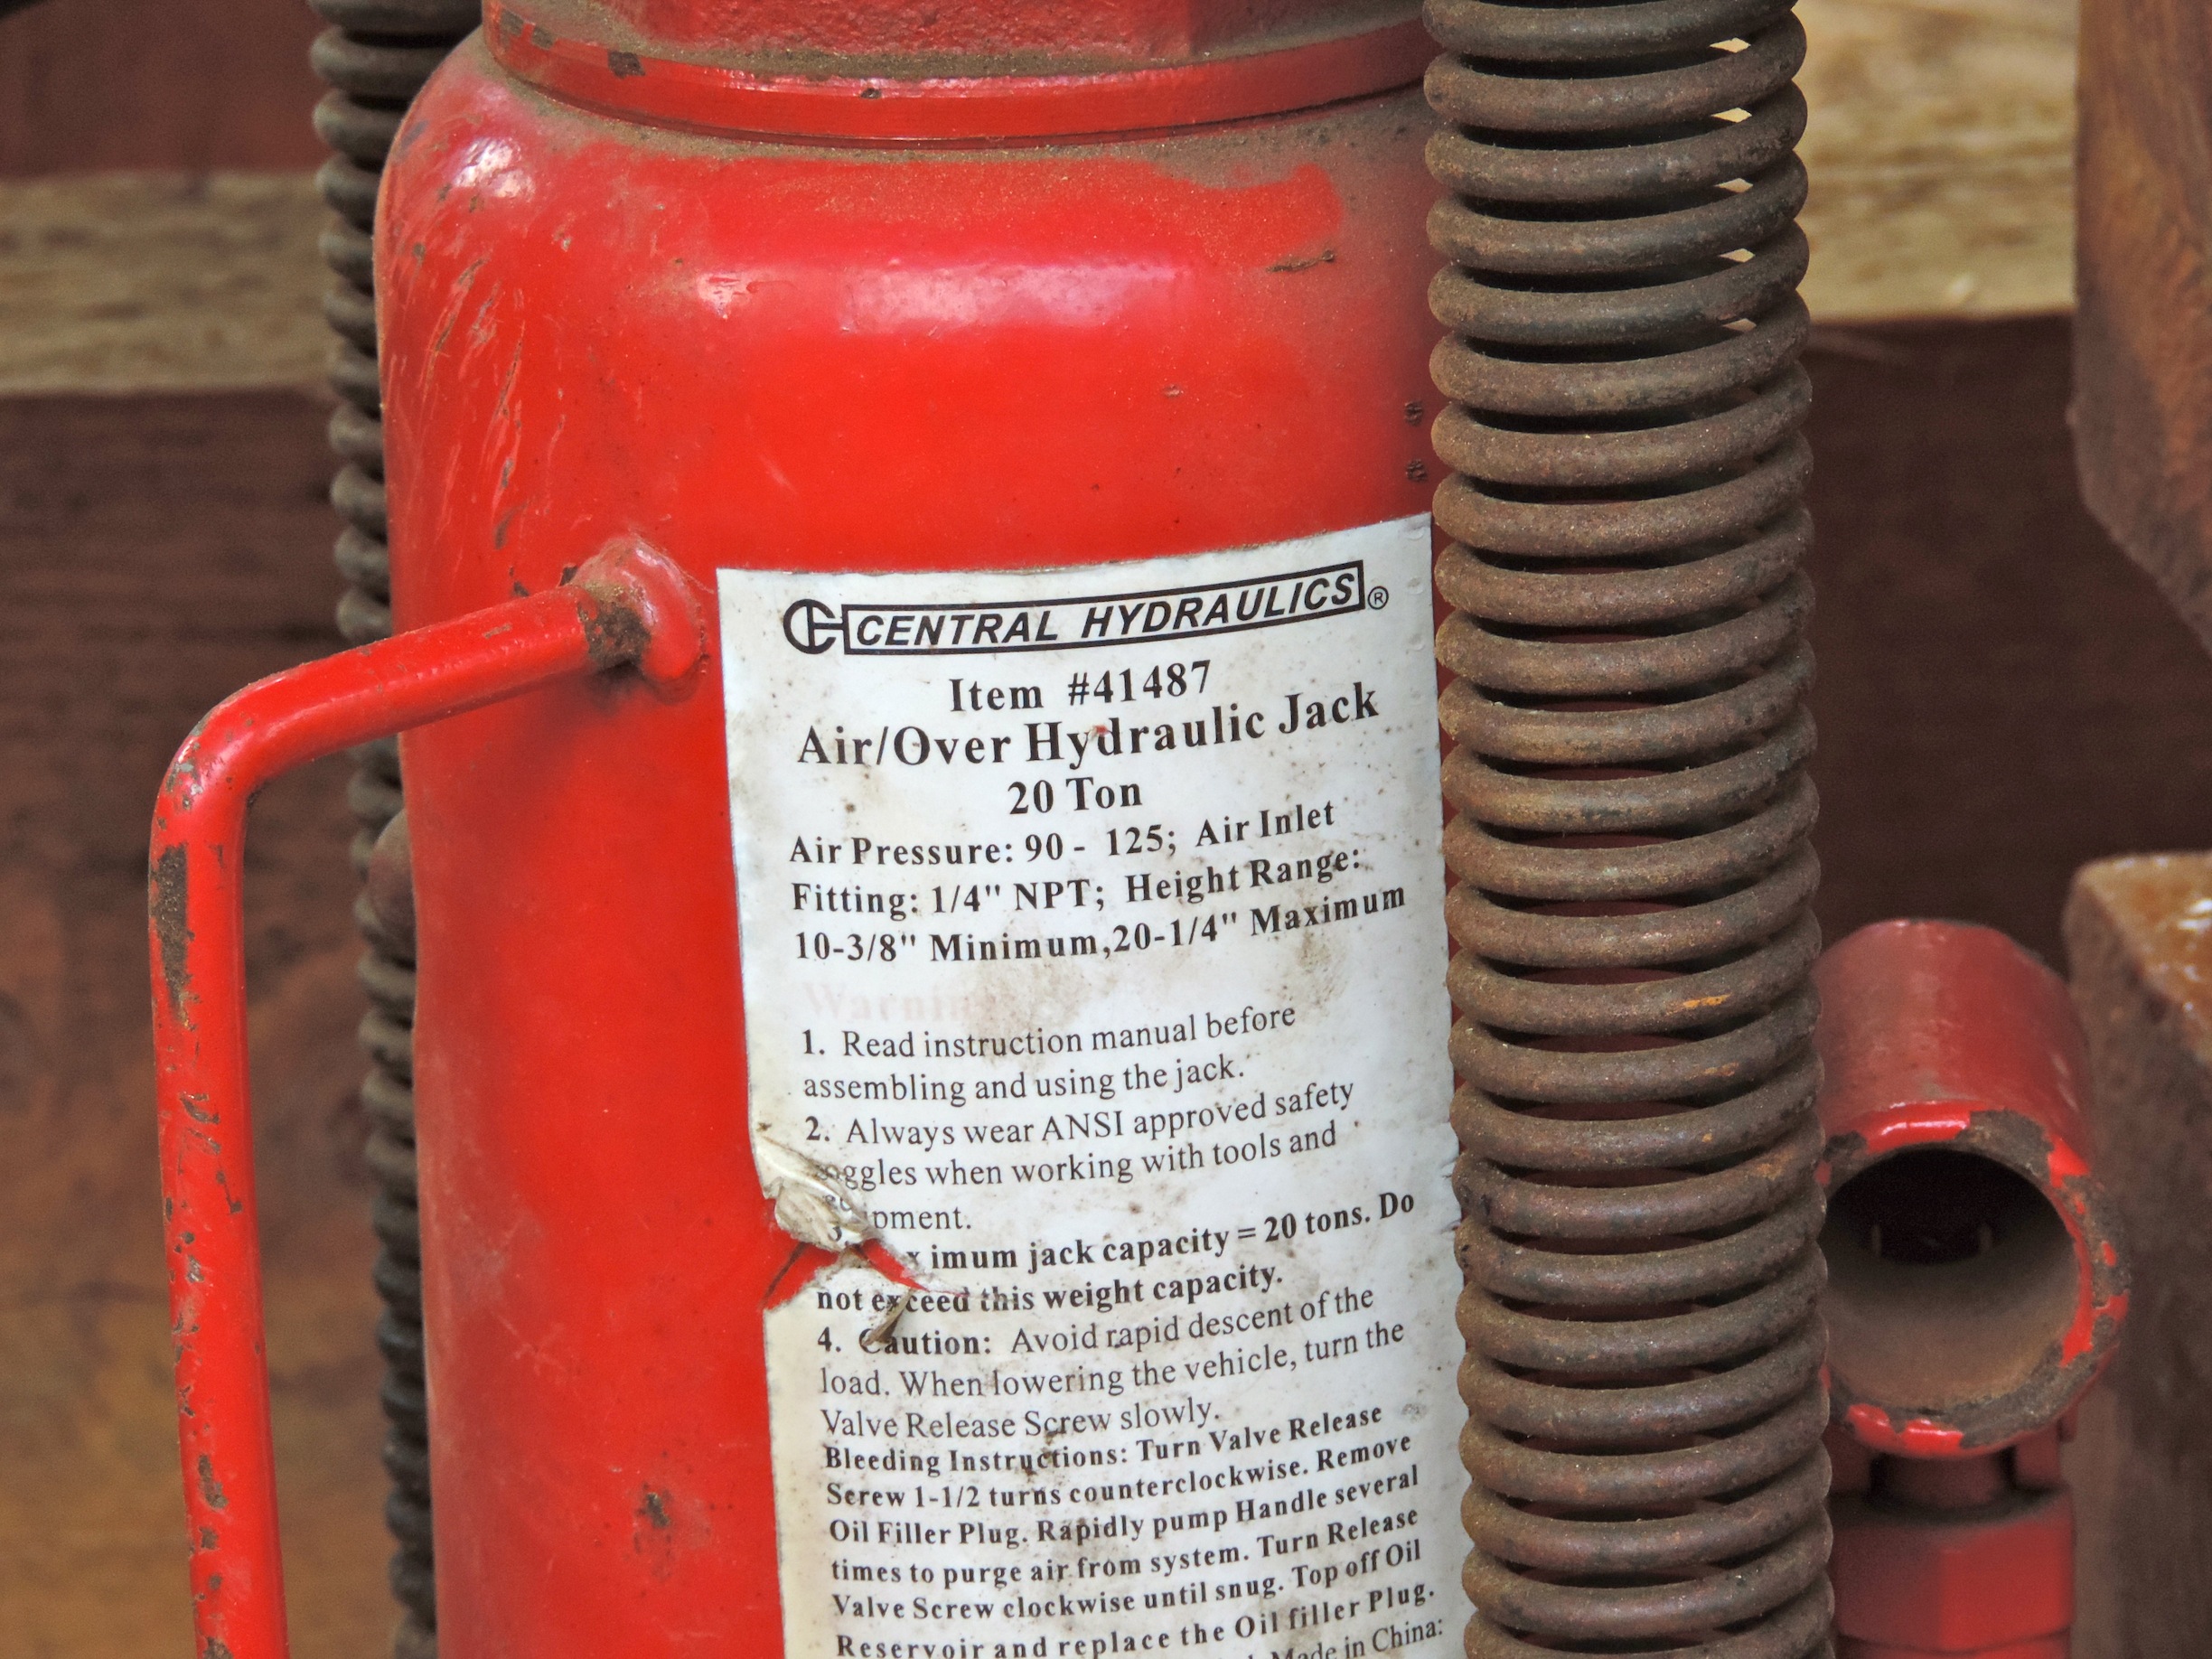 CENTRAL HYDRAULICS®
Item #41487
Air/Over Hydraulic Jack
20 Ton
Air Pressure: 90 - 125; Air Inlet
Fitting: 1/4" NPT; Height Range:
10-3/8" Minimum,20-1/4" Maximum
Warning
1. Read instruction manual before
assembling and using the jack.
2. Always wear ANSI approved safety
oggles when working with tools and
ipment.
3. x imum jack capacity = 20 tons. Do
not exceed this weight capacity.
4. Caution: Avoid rapid descent of the
load. When lowering the vehicle, turn the
Valve Release Screw slowly.
Bleeding Instructions: Turn Valve Release
Screw 1-1/2 turns counterclockwise. Remove
Oil Filler Plug. Rapidly pump Handle several
times to purge air from system. Turn Release
Valve Screw clockwise until snug. Top off Oil
Reservoir and replace the Oil filler Plug.
Made in China: